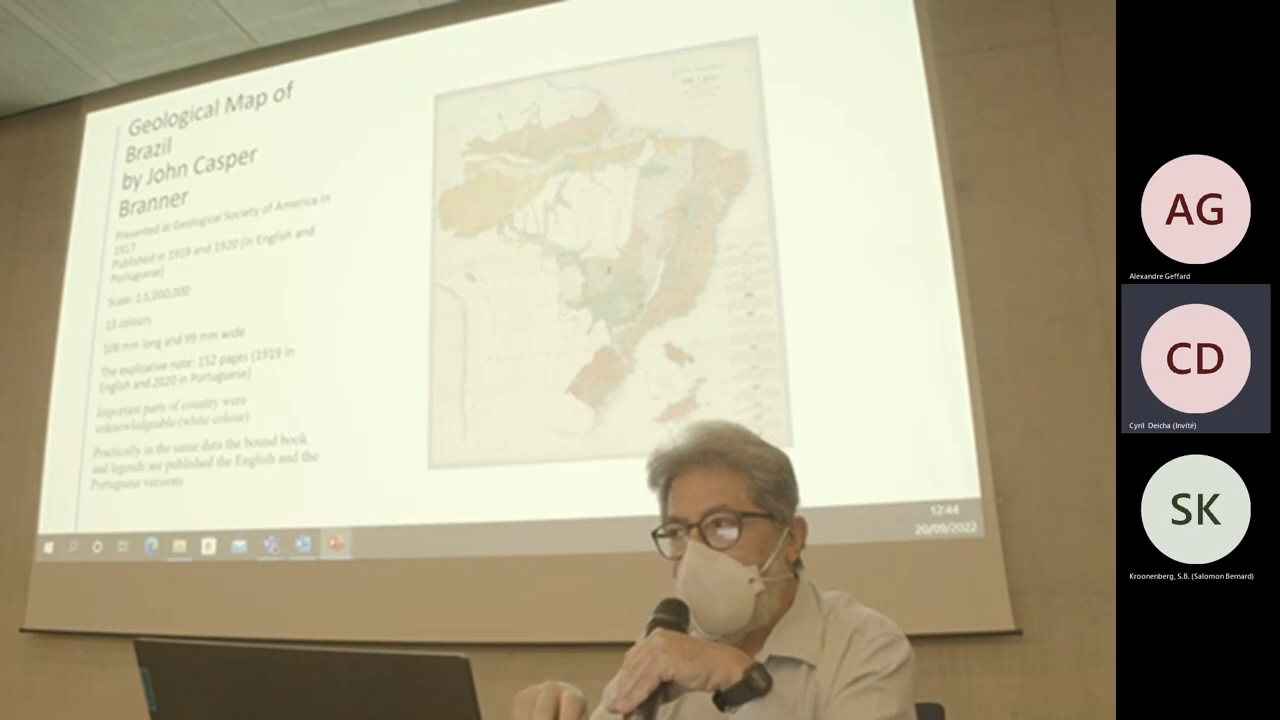 Geological Map of
Brazil
by John Casper
Branner
Presented at Geological Society of America in
1917
Published in 1919 and 1920 (in English and
Portuguese)
Scale: 1:5,000,000
13 colours
108 mm long and 99 mm wide
The explicative note: 152 pages (1919 in
English and 2020 in Portuguese)
Important parts of country were
unknowledgeable (white colour)
Practically in the same data the bound book
and legends are published the English and the
Portuguese versions
12:44
20/09/2022
AG
Alexandre Geffard
CD
Cyril Deicha (Invité)
SK
Kroonenberg, S.B. (Salomon Bernard)